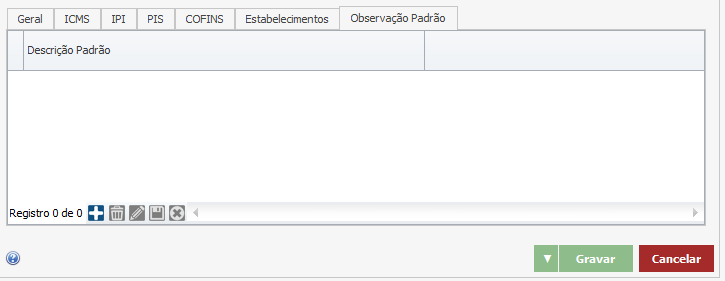 Geral ICMS IPI PIS COFINS Estabelecimentos Observação Padrão
Descrição Padrão
Registro 0 de 0
Gravar Cancelar